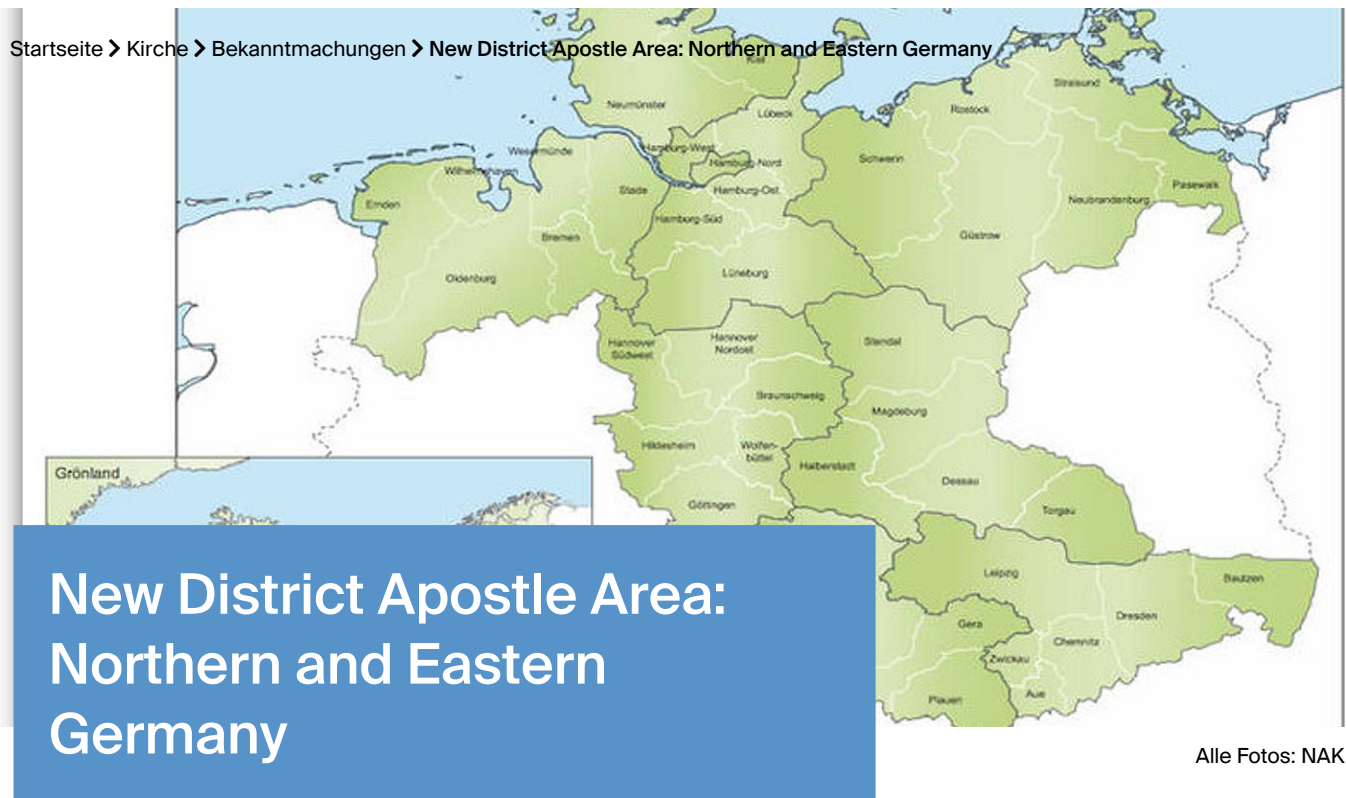 Startseite > Kirche > Bekanntmachungen > New District Apostle Area: Northern and Eastern Germany
Kiel
Stralsund
Neumünster
Lübeck
Rostock
Wesermünde
Hamburg-West
Hamburg-Nord
Schwerin
Wilhelmshaven
Stade
Hamburg-Ost
Pasewalk
Emden
Neubrandenburg
Hamburg-Süd
Bremen
Güstrow
Oldenburg
Lüneburg
Hannover
Südwest
Hannover
Nordost
Stendal
Braunschweig
Magdeburg
Hildesheim
Wolfen-
büttel
Halberstadt
Grönland
Dessau
Göttingen
Torgau
Leipzig
Bautzen
New District Apostle Area:
Northern and Eastern
Germany
Gera
Dresden
Chemnitz
Zwickau
Aue
Plauen
Alle Fotos: NAK